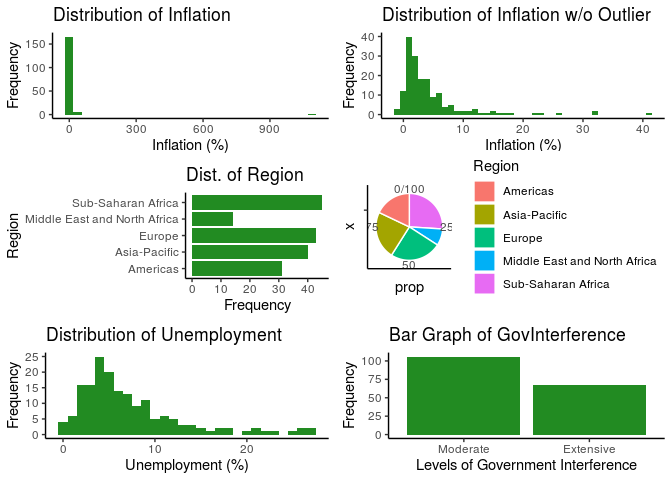 Distribution of Inflation
Frequency
150
100
50
0
0 300 600 900
Inflation (%)
Distribution of Inflation w/o Outlier
Frequency
40
30
20
10
0
0 10 20 30 40
Inflation (%)
Dist. of Region
Region
Sub-Saharan Africa
Middle East and North Africa
Europe
Asia-Pacific
Americas
0 10 20 30 40
Frequency
x
0/100
75
25
50
prop
Region
Americas
Asia-Pacific
Europe
Middle East and North Africa
Sub-Saharan Africa
Distribution of Unemployment
Frequency
25
20
15
10
5
0
0 10 20
Unemployment (%)
Bar Graph of GovInterference
Frequency
100
75
50
25
0
Moderate Extensive
Levels of Government Interference